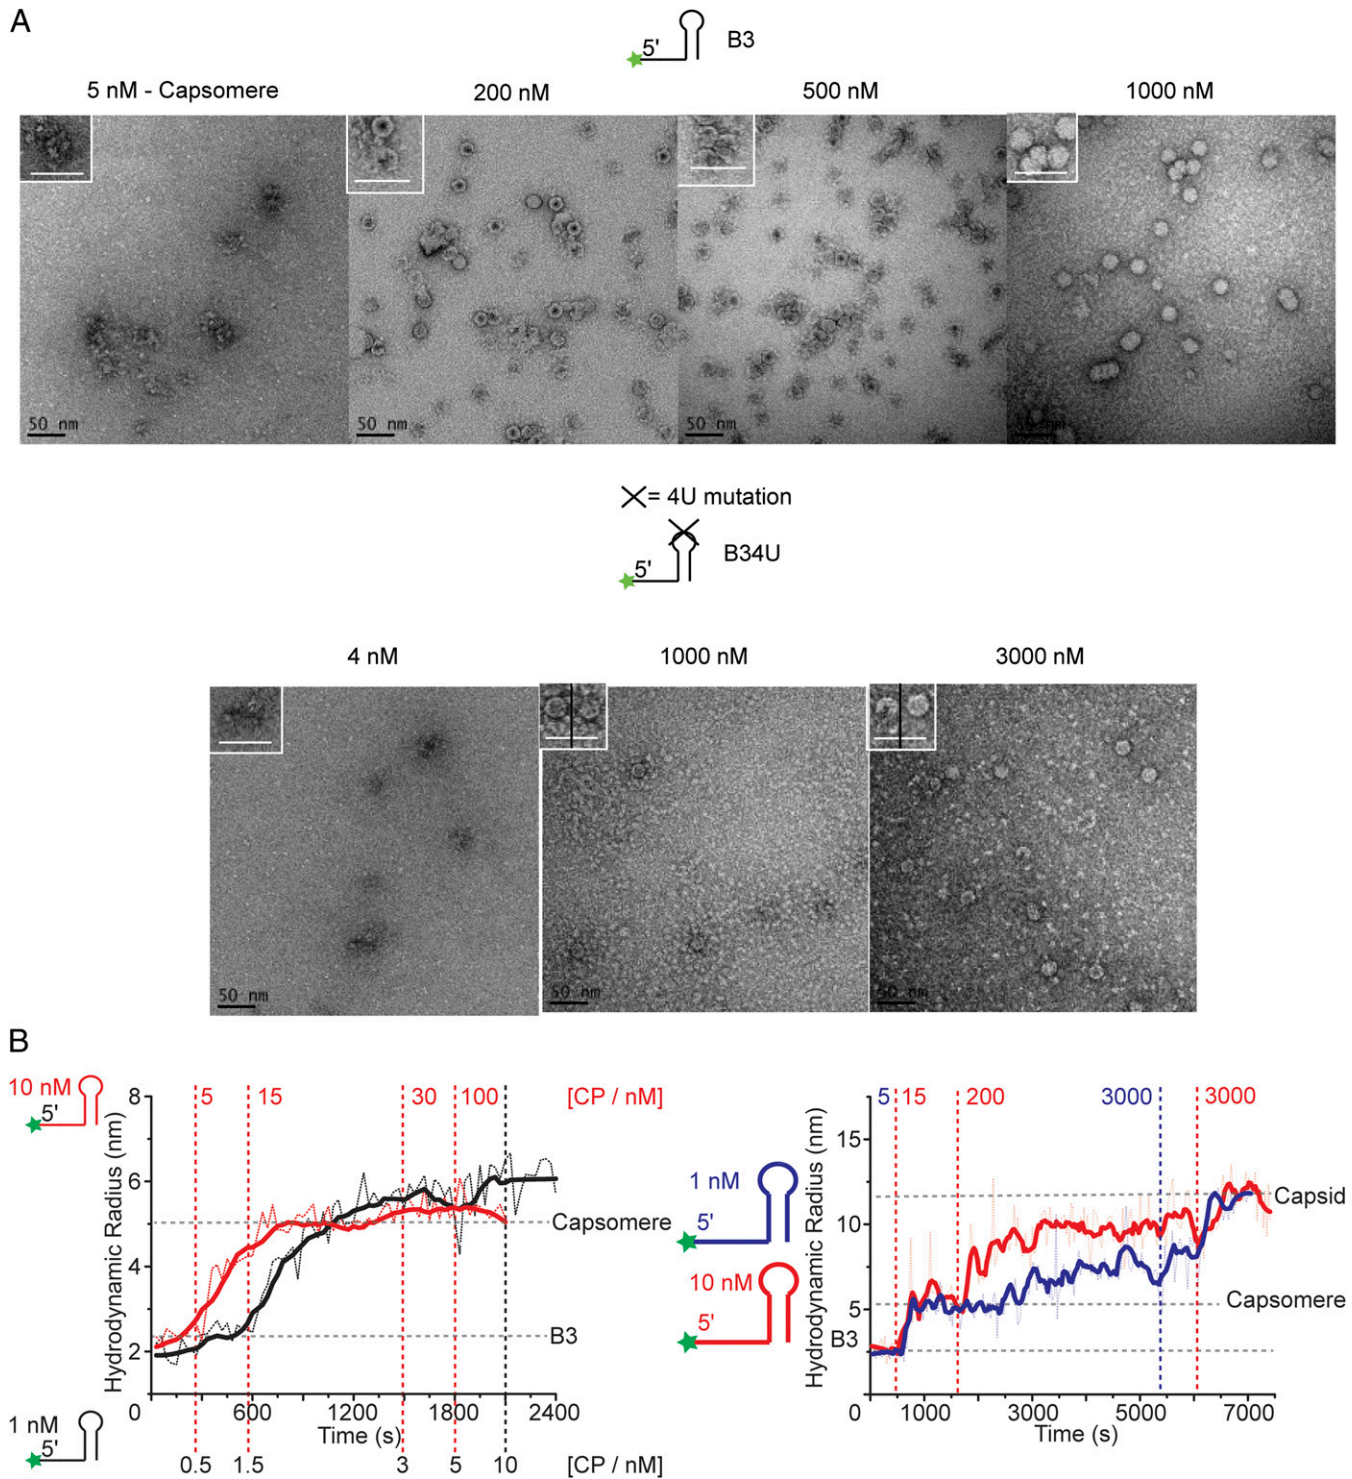 A
5'
B3
5 nM - Capsomere
200 nM
500 nM
1000 nM
50 nm
50 nm
50 nm
50 nm
= 4U mutation
5'
B34U
4 nM
1000 nM
3000 nM
50 nm
50 nm
50 nm
B
10 nM
5'
5
15
30
100
[CP / nM]
8
6
4
2
Hydrodynamic Radius (nm)
Capsomere
B3
0
600
1200
1800
2400
Time (s)
1 nM
5'
0.5
1.5
3
5
10
[CP / nM]
1 nM
5'
10 nM
5'
5
15
200
3000
3000
15
10
5
Hydrodynamic Radius (nm)
Capsid
Capsomere
B3
0
1000
3000
5000
7000
Time (s)